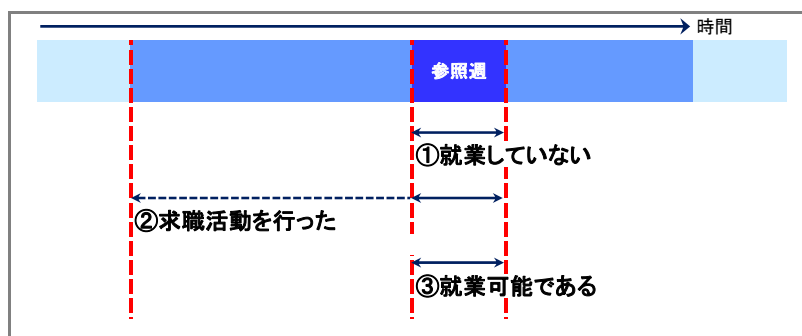 時間
参照週
①就業していない
②求職活動を行った
③就業可能である